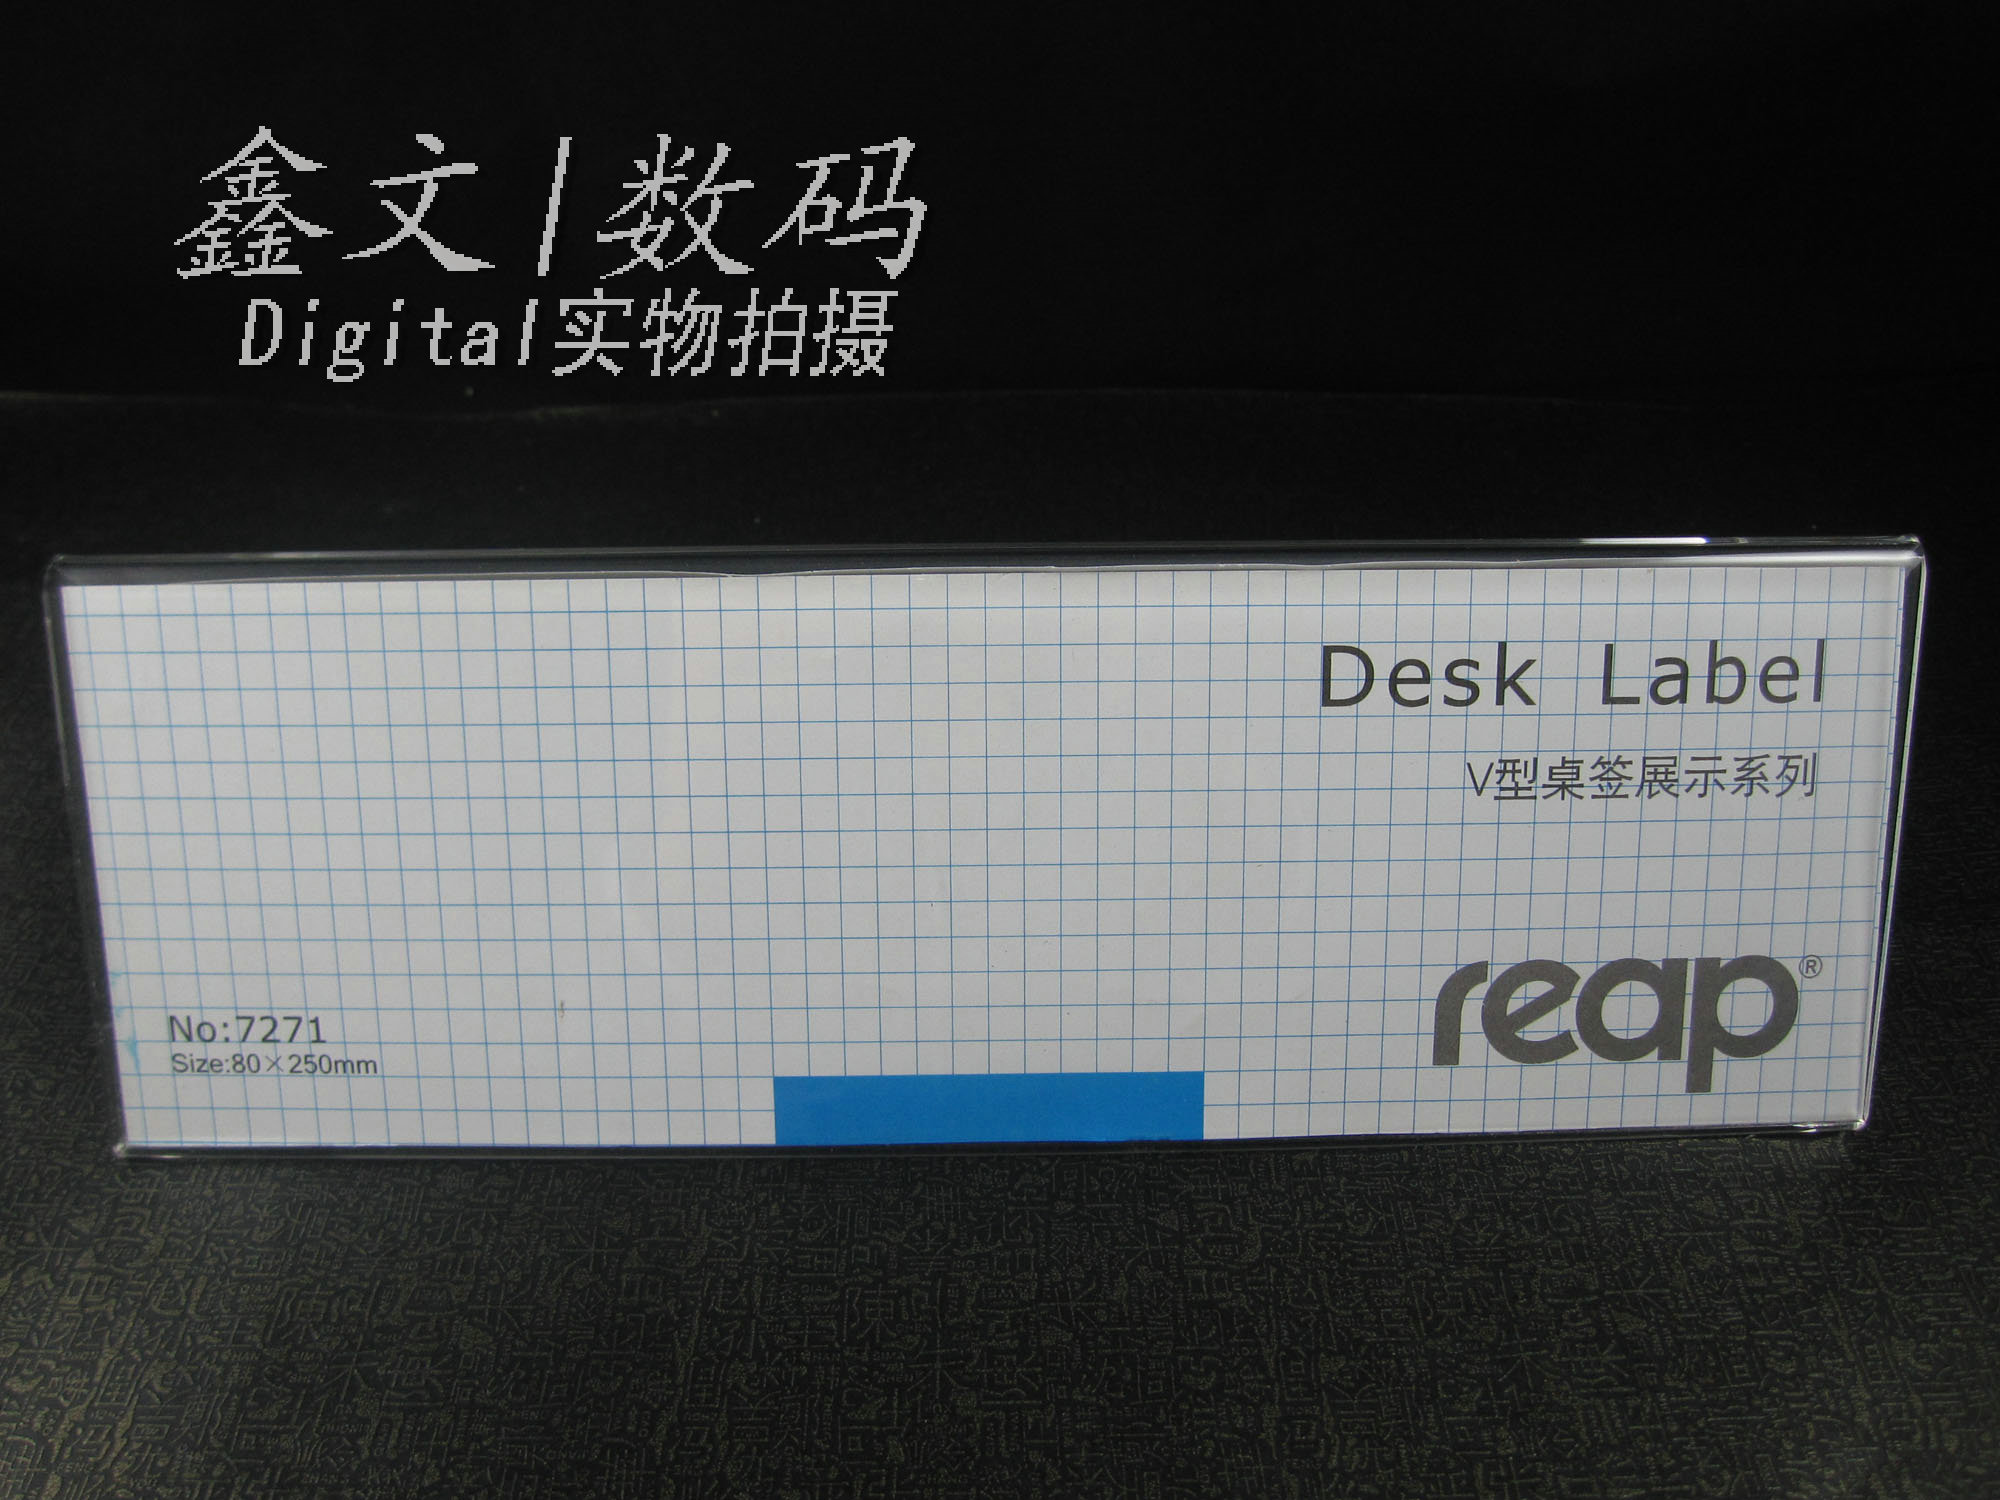 鑫文|数码
Digital实物拍摄
Desk Label
V型桌签展示系列
reap®
No:7271
Size:80×250mm